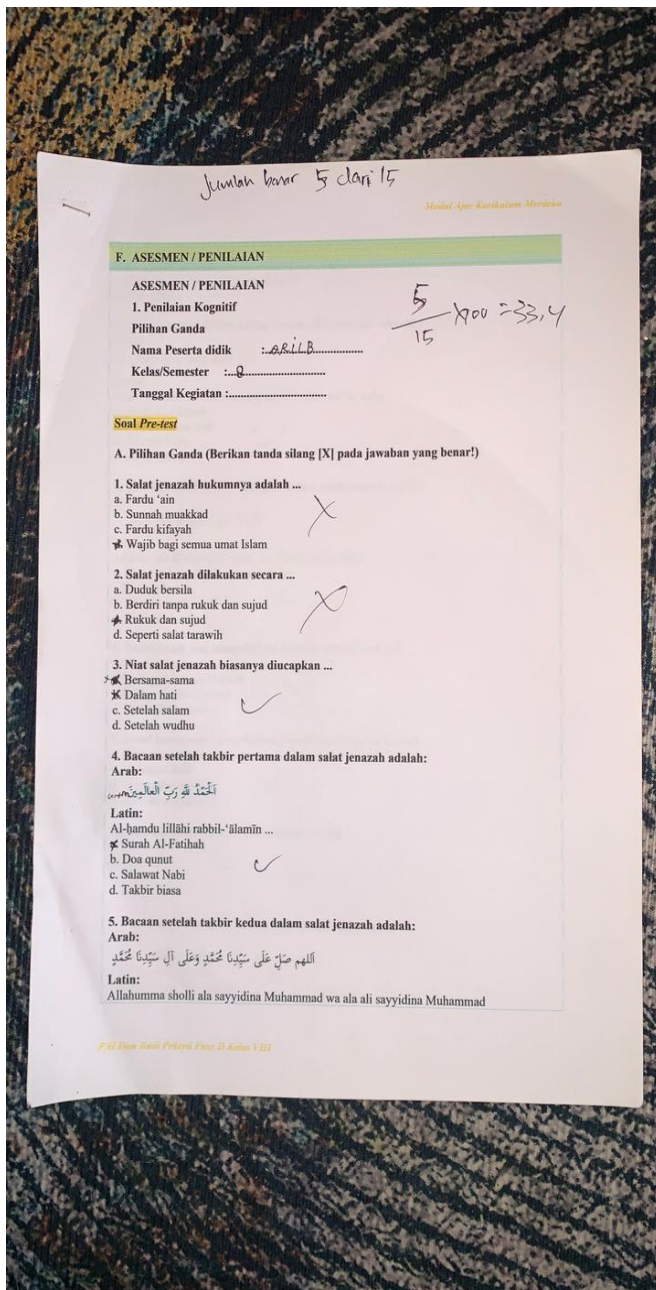 Jumlah benar 5 dari 15
Modul Ajar Kurikulum Merdeka
F. ASESMEN / PENILAIAN
ASESMEN / PENILAIAN
1. Penilaian Kognitif
Pilihan Ganda
5/15 x100 = 33,4
Nama Peserta didik :..ARILB.................
Kelas/Semester :...8...........................
Tanggal Kegiatan :.................................
Soal Pre-test
A. Pilihan Ganda (Berikan tanda silang [X] pada jawaban yang benar!)
1. Salat jenazah hukumnya adalah ...
a. Fardu ‘ain
b. Sunnah muakkad
c. Fardu kifayah
Wajib bagi semua umat Islam
2. Salat jenazah dilakukan secara ...
a. Duduk bersila
b. Berdiri tanpa rukuk dan sujud
Rukuk dan sujud
d. Seperti salat tarawih
3. Niat salat jenazah biasanya diucapkan ...
Bersama-sama
Dalam hati
c. Setelah salam
d. Setelah wudhu
4. Bacaan setelah takbir pertama dalam salat jenazah adalah:
Arab:
اَلْحَمْدُ لِلَّهِ رَبِّ الْعَالَمِينَ
Latin:
Al-ḥamdu lillāhi rabbil-‘ālamīn ...
Surah Al-Fatihah
b. Doa qunut
c. Salawat Nabi
d. Takbir biasa
5. Bacaan setelah takbir kedua dalam salat jenazah adalah:
Arab:
اللهم صَلِّ عَلَى سَيِّدِنَا مُحَمَّدٍ وَعَلَى آلِ سَيِّدِنَا مُحَمَّدٍ
Latin:
Allahumma sholli ala sayyidina Muhammad wa ala ali sayyidina Muhammad
PAI Dan Budi Pekerti Fase D Kelas VIII